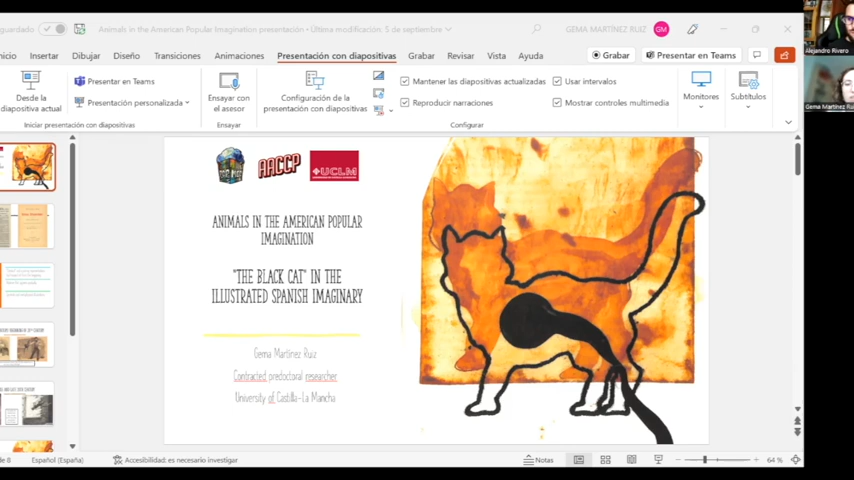 guardado
Animals in the American Popular Imagination presentación • Última modificación: 5 de septiembre
GEMA MARTÍNEZ RUIZ
GM
Alejandro Rivero
Insertar Dibujar Diseño Transiciones Animaciones Presentación con diapositivas Grabar Revisar Vista Ayuda
Grabar
Presentar en Teams
Desde la
diapositiva actual
Presentar en Teams
Presentación personalizada
Iniciar presentación con diapositivas
Ensayar con
el asesor
Ensayar
Configuración de la
presentación con diapositivas
Mantener las diapositivas actualizadas
Reproducir narraciones
Usar intervalos
Mostrar controles multimedia
Configurar
Monitores
Subtítulos
Gema Martínez Ruiz
AACCP
UCLM
ANIMALS IN THE AMERICAN POPULAR
IMAGINATION
"THE BLACK CAT" IN THE
ILLUSTRATED SPANISH IMAGINARY
Gema Martínez Ruiz
Contracted predoctoral researcher
University of Castilla-La Mancha
de 8
Español (España)
Accesibilidad: es necesario investigar
Notas
64 %